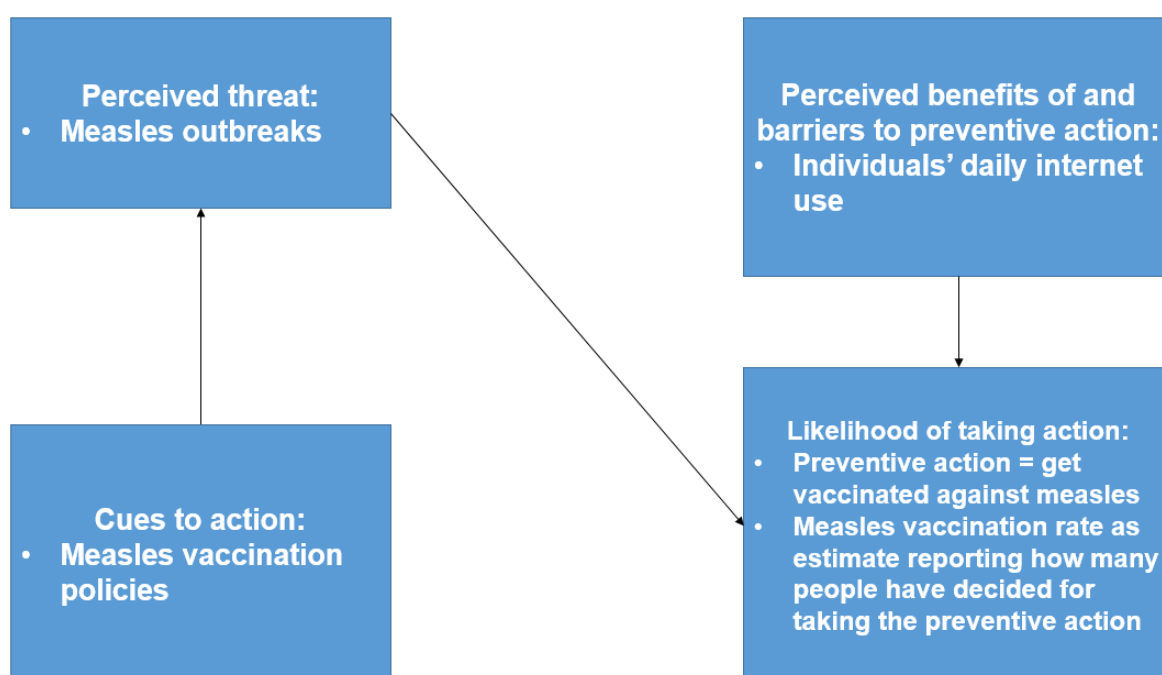 Perceived threat:
• Measles outbreaks
Perceived benefits of and
barriers to preventive action:
• Individuals’ daily internet
use
Cues to action:
• Measles vaccination
policies
Likelihood of taking action:
• Preventive action = get
vaccinated against measles
• Measles vaccination rate as
estimate reporting how many
people have decided for
taking the preventive action